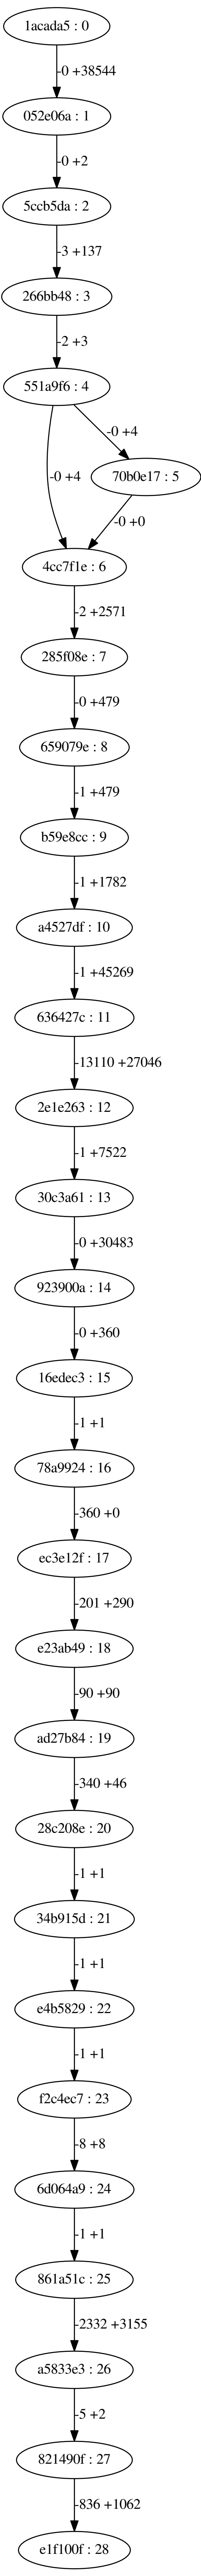 1acada5 : 0
-0 +38544
052e06a : 1
-0 +2
5ccb5da : 2
-3 +137
266bb48 : 3
-2 +3
551a9f6 : 4
-0 +4
-0 +4
70b0e17 : 5
-0 +0
4cc7f1e : 6
-2 +2571
285f08e : 7
-0 +479
659079e : 8
-1 +479
b59e8cc : 9
-1 +1782
a4527df : 10
-1 +45269
636427c : 11
-13110 +27046
2e1e263 : 12
-1 +7522
30c3a61 : 13
-0 +30483
923900a : 14
-0 +360
16edec3 : 15
-1 +1
78a9924 : 16
-360 +0
ec3e12f : 17
-201 +290
e23ab49 : 18
-90 +90
ad27b84 : 19
-340 +46
28c208e : 20
-1 +1
34b915d : 21
-1 +1
e4b5829 : 22
-1 +1
f2c4ec7 : 23
-8 +8
6d064a9 : 24
-1 +1
861a51c : 25
-2332 +3155
a5833e3 : 26
-5 +2
821490f : 27
-836 +1062
e1f100f : 28